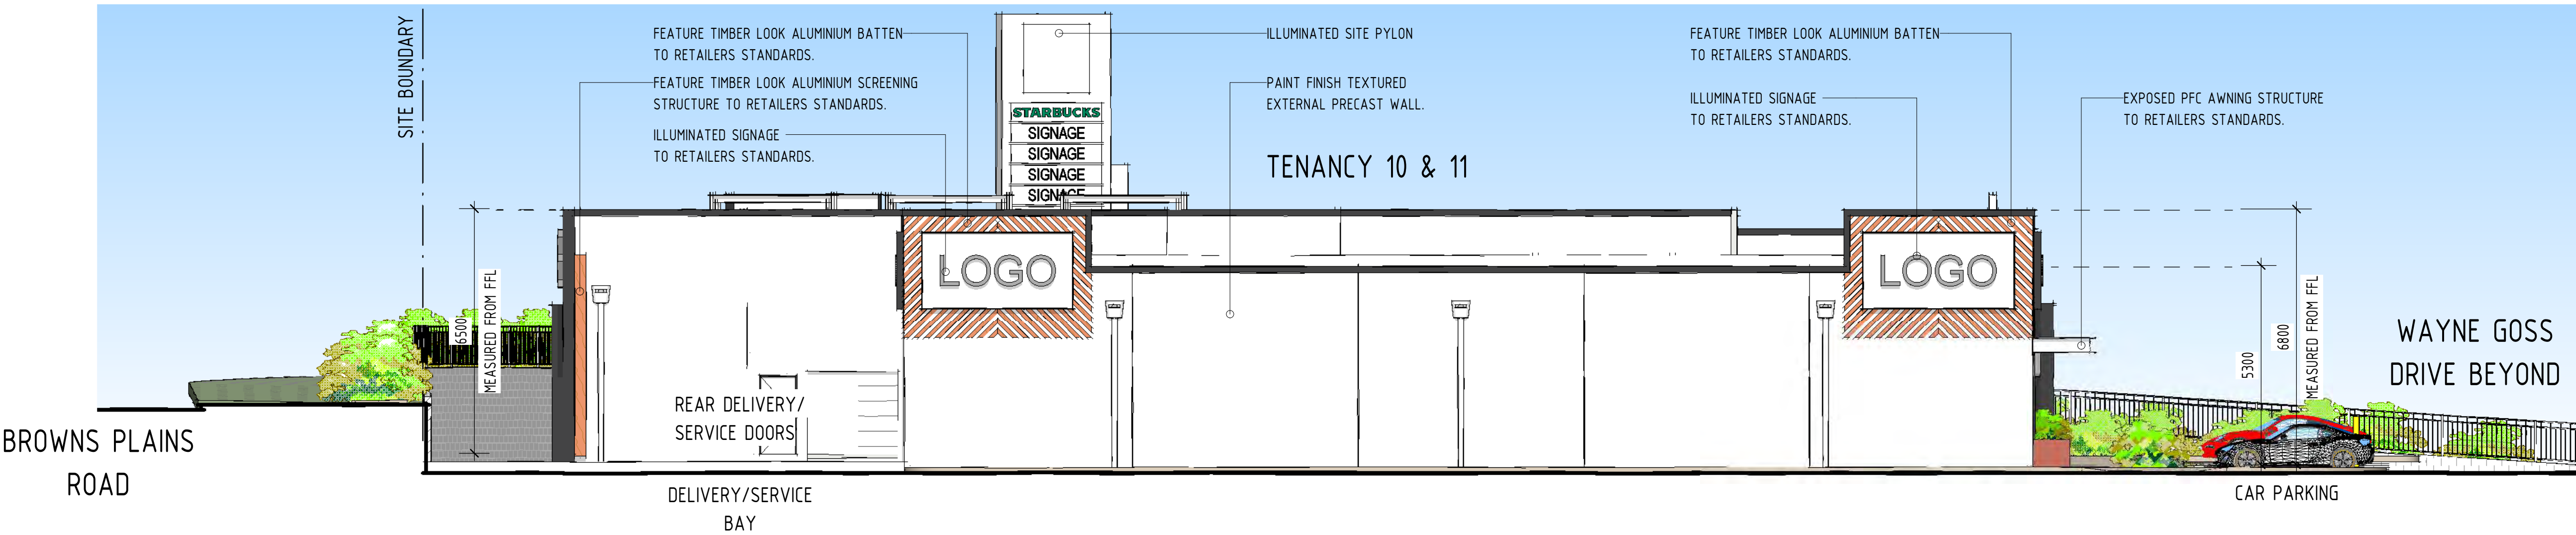 SITE BOUNDARY
FEATURE TIMBER LOOK ALUMINIUM BATTEN
TO RETAILERS STANDARDS.
FEATURE TIMBER LOOK ALUMINIUM SCREENING
STRUCTURE TO RETAILERS STANDARDS.
ILLUMINATED SIGNAGE
TO RETAILERS STANDARDS.
STARBUCKS
SIGNAGE
SIGNAGE
SIGNAGE
SIGNAGE
ILLUMINATED SITE PYLON
PAINT FINISH TEXTURED
EXTERNAL PRECAST WALL.
TENANCY 10 & 11
FEATURE TIMBER LOOK ALUMINIUM BATTEN
TO RETAILERS STANDARDS.
ILLUMINATED SIGNAGE
TO RETAILERS STANDARDS.
EXPOSED PFC AWNING STRUCTURE
TO RETAILERS STANDARDS.
LOGO
LOGO
6500
MEASURED FROM FFL
5300
6800
MEASURED FROM FFL
WAYNE GOSS
DRIVE BEYOND
REAR DELIVERY/
SERVICE DOORS
BROWNS PLAINS
ROAD
DELIVERY/SERVICE
BAY
CAR PARKING